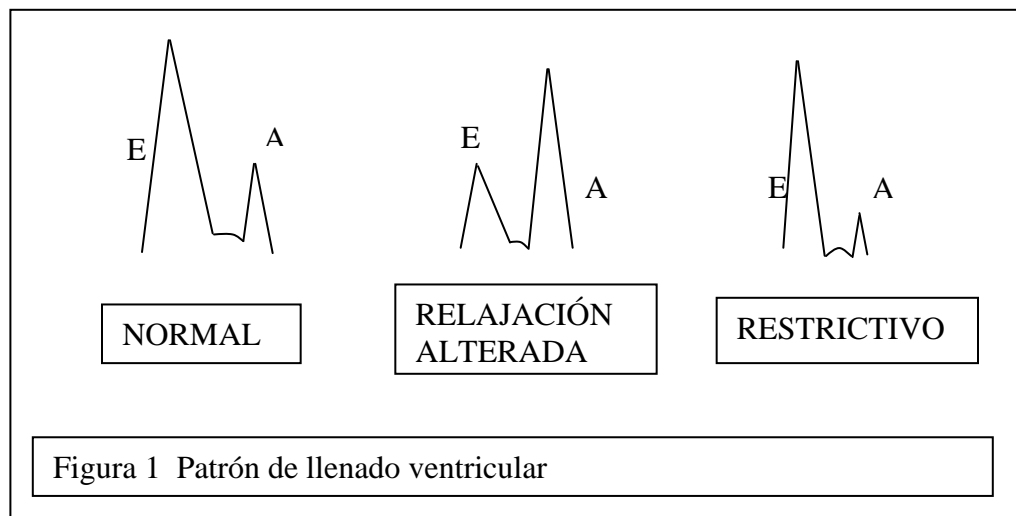 E
A
E
A
E
A
NORMAL
RELAJACIÓN
ALTERADA
RESTRICTIVO
Figura 1 Patrón de llenado ventricular